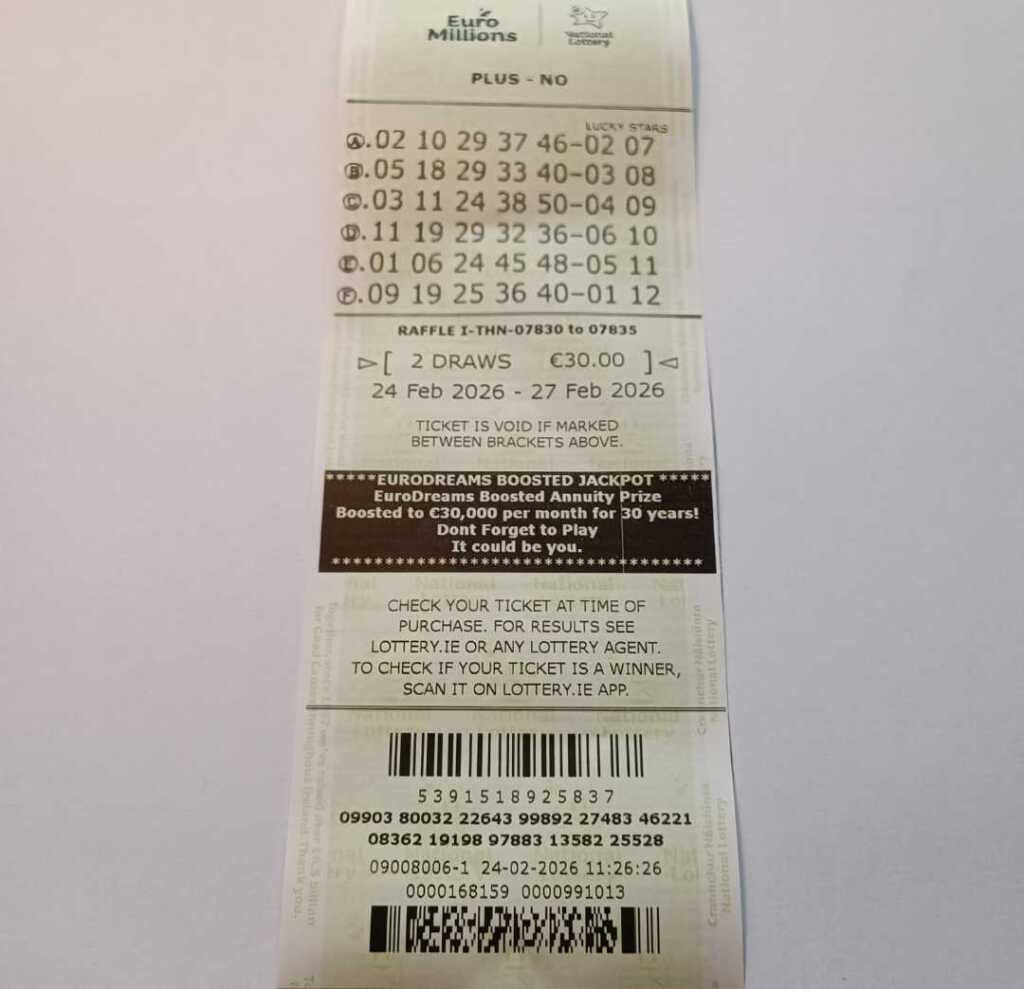 Euro
Millions
National
Lottery
PLUS - NO
LUCKY STARS
Ⓐ.02 10 29 37 46-02 07
Ⓑ.05 18 29 33 40-03 08
Ⓒ.03 11 24 38 50-04 09
Ⓓ.11 19 29 32 36-06 10
Ⓔ.01 06 24 45 48-05 11
Ⓕ.09 19 25 36 40-01 12
RAFFLE I-THN-07830 to 07835
▻[ 2 DRAWS €30.00 ]◅
24 Feb 2026 - 27 Feb 2026
TICKET IS VOID IF MARKED
BETWEEN BRACKETS ABOVE.
*****EURODREAMS BOOSTED JACKPOT *****
EuroDreams Boosted Annuity Prize
Boosted to €30,000 per month for 30 years!
Dont Forget to Play
It could be you.
**********************************
CHECK YOUR TICKET AT TIME OF
PURCHASE. FOR RESULTS SEE
LOTTERY.IE OR ANY LOTTERY AGENT.
TO CHECK IF YOUR TICKET IS A WINNER,
SCAN IT ON LOTTERY.IE APP.
5391518925837
09903 80032 22643 99892 27483 46221
08362 19198 97883 13582 25528
09008006-1 24-02-2026 11:26:26
0000168159 0000991013
Crannchur Náisiúnta
National Lottery